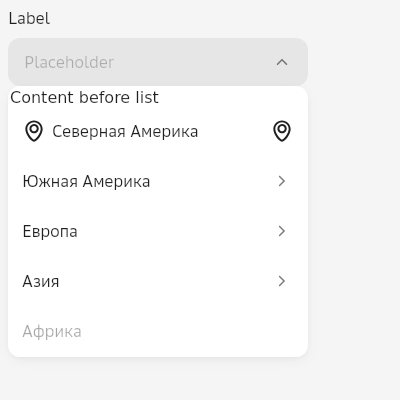 Label
Placeholder
Content before list
Северная Америка
Южная Америка
Европа
Азия
Африка